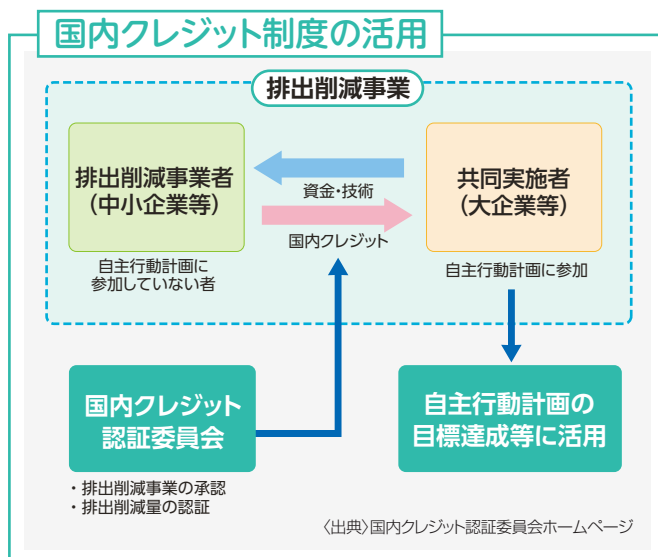 国内クレジット制度の活用
排出削減事業
排出削減事業者
（中小企業等）
資金・技術
国内クレジット
共同実施者
（大企業等）
自主行動計画に
参加していない者
自主行動計画に参加
国内クレジット
認証委員会
自主行動計画の
目標達成等に活用
・排出削減事業の承認
・排出削減量の認証
〈出典〉国内クレジット認証委員会ホームページ